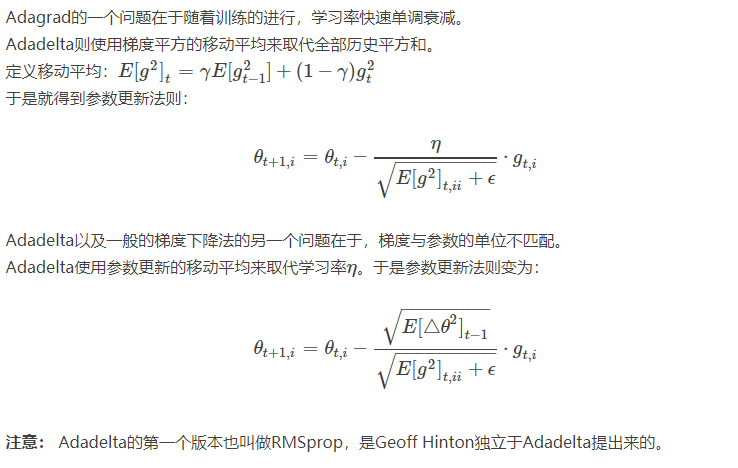 Adagrad的一个问题在于随着训练的进行，学习率快速单调衰减。
Adadelta则使用梯度平方的移动平均来取代全部历史平方和。
定义移动平均：$E[g^2]_t = \gamma E[g^2_{t-1}] + (1-\gamma)g^2_t$
于是就得到参数更新法则：
$\theta_{t+1,i} = \theta_{t,i} - \frac{\eta}{\sqrt{E[g^2]_{t,ii} + \epsilon}} \cdot g_{t,i}$
Adadelta以及一般的梯度下降法的另一个问题在于，梯度与参数的单位不匹配。
Adadelta使用参数更新的移动平均来取代学习率$\eta$。于是参数更新法则变为：
$\theta_{t+1,i} = \theta_{t,i} - \frac{\sqrt{E[\triangle\theta^2]_{t-1}}}{\sqrt{E[g^2]_{t,ii} + \epsilon}} \cdot g_{t,i}$
注意： Adadelta的第一个版本也叫做RMSprop，是Geoff Hinton独立于Adadelta提出来的。